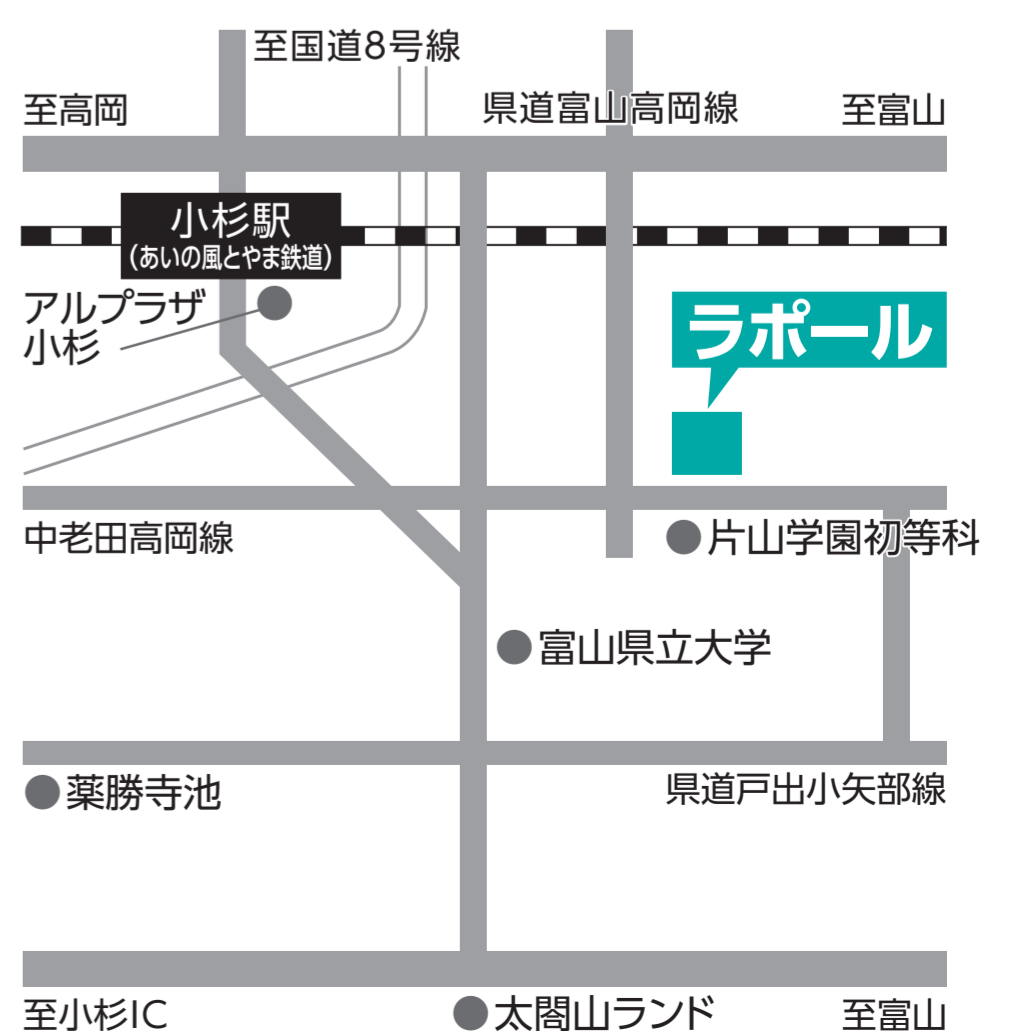 至国道8号線
至高岡
県道富山高岡線
至富山
小杉駅
(あいの風とやま鉄道)
アルプラザ
小杉
ラポール
中老田高岡線
片山学園初等科
富山県立大学
薬勝寺池
県道戸出小矢部線
至小杉IC
太閤山ランド
至富山